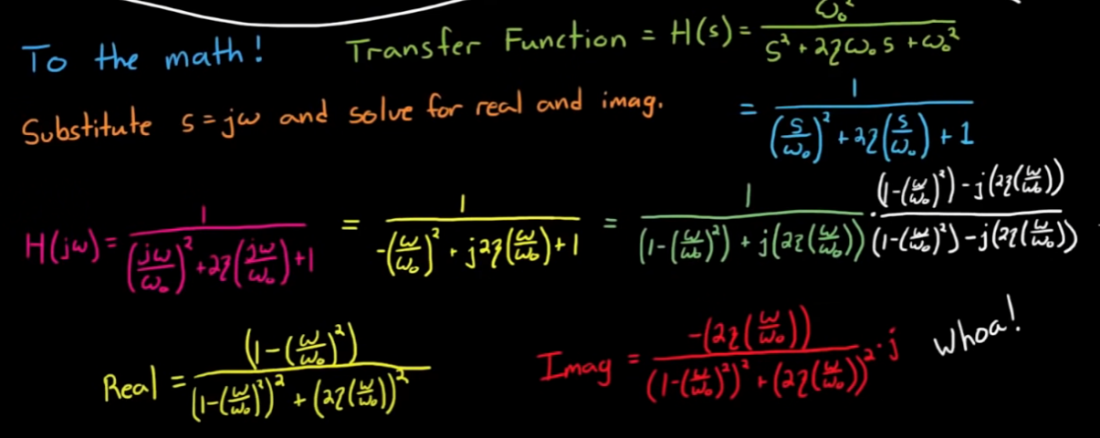 To the math! Transfer Function = H(s) = ω₀² / (s² + 2ζω₀s + ω₀²)
Substitute s = jω and solve for real and imag. = 1 / ((s/ω₀)² + 2ζ(s/ω₀) + 1)
H(jω) = 1 / ((jω/ω₀)² + 2ζ(jω/ω₀) + 1) = 1 / (-(ω/ω₀)² + j2ζ(ω/ω₀) + 1) = 1 / ((1-(ω/ω₀)²) + j(2ζ(ω/ω₀))) · ((1-(ω/ω₀)²) - j(2ζ(ω/ω₀))) / ((1-(ω/ω₀)²) - j(2ζ(ω/ω₀)))
Real = (1-(ω/ω₀)²) / ((1-(ω/ω₀)²)² + (2ζ(ω/ω₀))²) Imag = -(2ζ(ω/ω₀)) / ((1-(ω/ω₀)²)² + (2ζ(ω/ω₀))²) · j whoa!